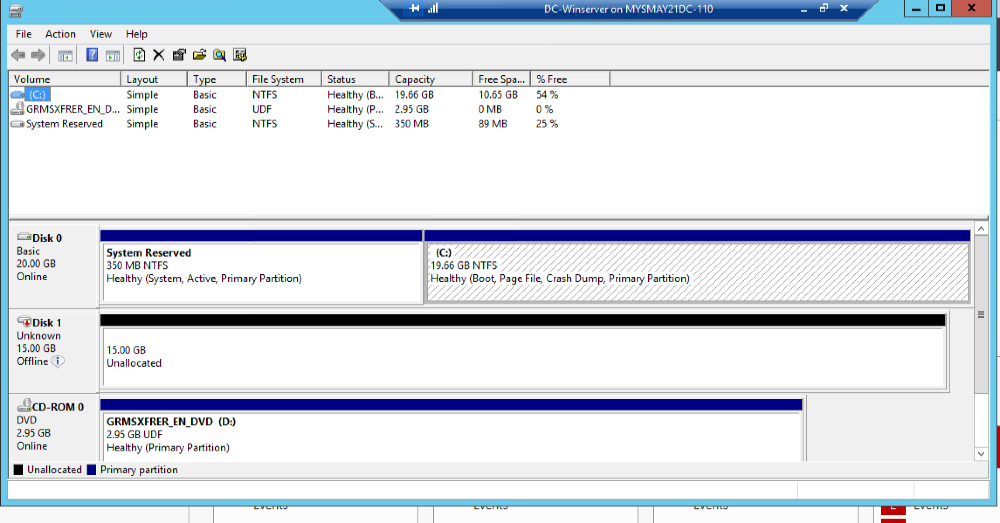 DC-Winserver on MYSMAY21DC-110
File Action View Help
Volume Layout Type File System Status Capacity Free Spa... % Free
(C:) Simple Basic NTFS Healthy (B... 19.66 GB 10.65 GB 54 %
GRMSXFRER_EN_D... Simple Basic UDF Healthy (P... 2.95 GB 0 MB 0 %
System Reserved Simple Basic NTFS Healthy (S... 350 MB 89 MB 25 %
Disk 0
Basic
20.00 GB
Online
System Reserved
350 MB NTFS
Healthy (System, Active, Primary Partition)
(C:)
19.66 GB NTFS
Healthy (Boot, Page File, Crash Dump, Primary Partition)
Disk 1
Unknown
15.00 GB
Offline
15.00 GB
Unallocated
CD-ROM 0
DVD
2.95 GB
Online
GRMSXFRER_EN_DVD (D:)
2.95 GB UDF
Healthy (Primary Partition)
Unallocated Primary partition
Events Events Events Events